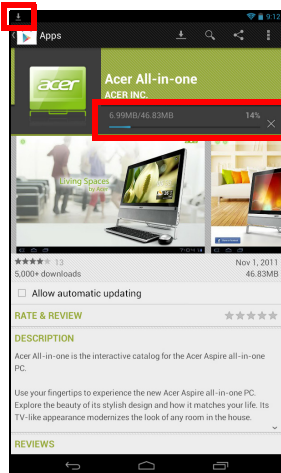 9:12
Apps
acer
Acer All-in-one
ACER INC.
6.99MB/46.83MB 14%
Living Spaces
by Acer
13
Nov 1, 2011
5,000+ downloads
46.83MB
Allow automatic updating
RATE & REVIEW
DESCRIPTION
Acer All-in-one is the interactive catalog for the Acer Aspire all-in-one
PC.
Use your fingertips to experience the new Acer Aspire all-in-one PC.
Explore the beauty of its stylish design and how it matches your life. Its
TV-like appearance modernizes the look of any room in the house.
REVIEWS